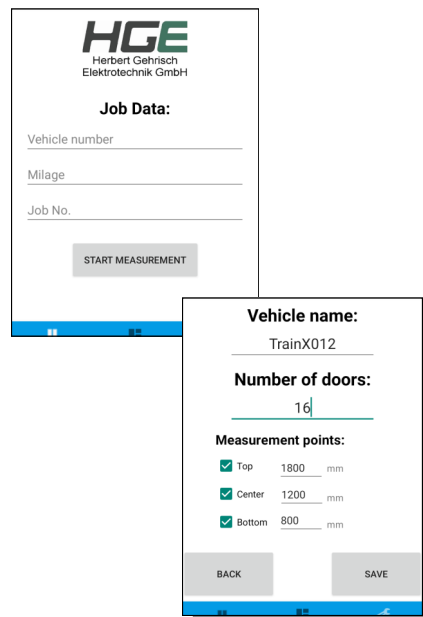 HGE
Herbert Gehrisch
Elektrotechnik GmbH
Job Data:
Vehicle number
Milage
Job No.
START MEASUREMENT
Vehicle name:
TrainX012
Number of doors:
16
Measurement points:
Top 1800 mm
Center 1200 mm
Bottom 800 mm
BACK SAVE